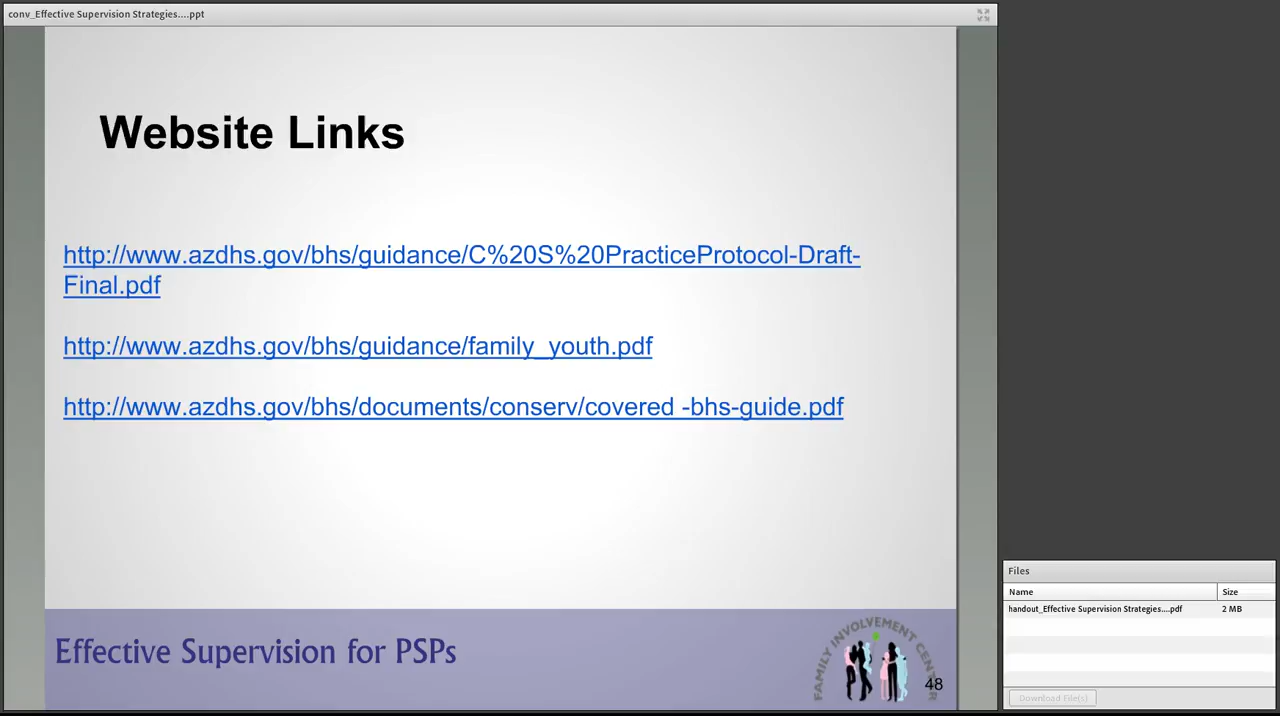 conv_Effective Supervision Strategies....ppt
Website Links
http://www.azdhs.gov/bhs/guidance/C%20S%20PracticeProtocol-Draft-
Final.pdf
http://www.azdhs.gov/bhs/guidance/family_youth.pdf
http://www.azdhs.gov/bhs/documents/conserv/covered -bhs-guide.pdf
Effective Supervision for PSPs
FAMILY INVOLVEMENT CENTER
48
Files
Name Size
handout_Effective Supervision Strategies....pdf 2 MB
Download File(s)